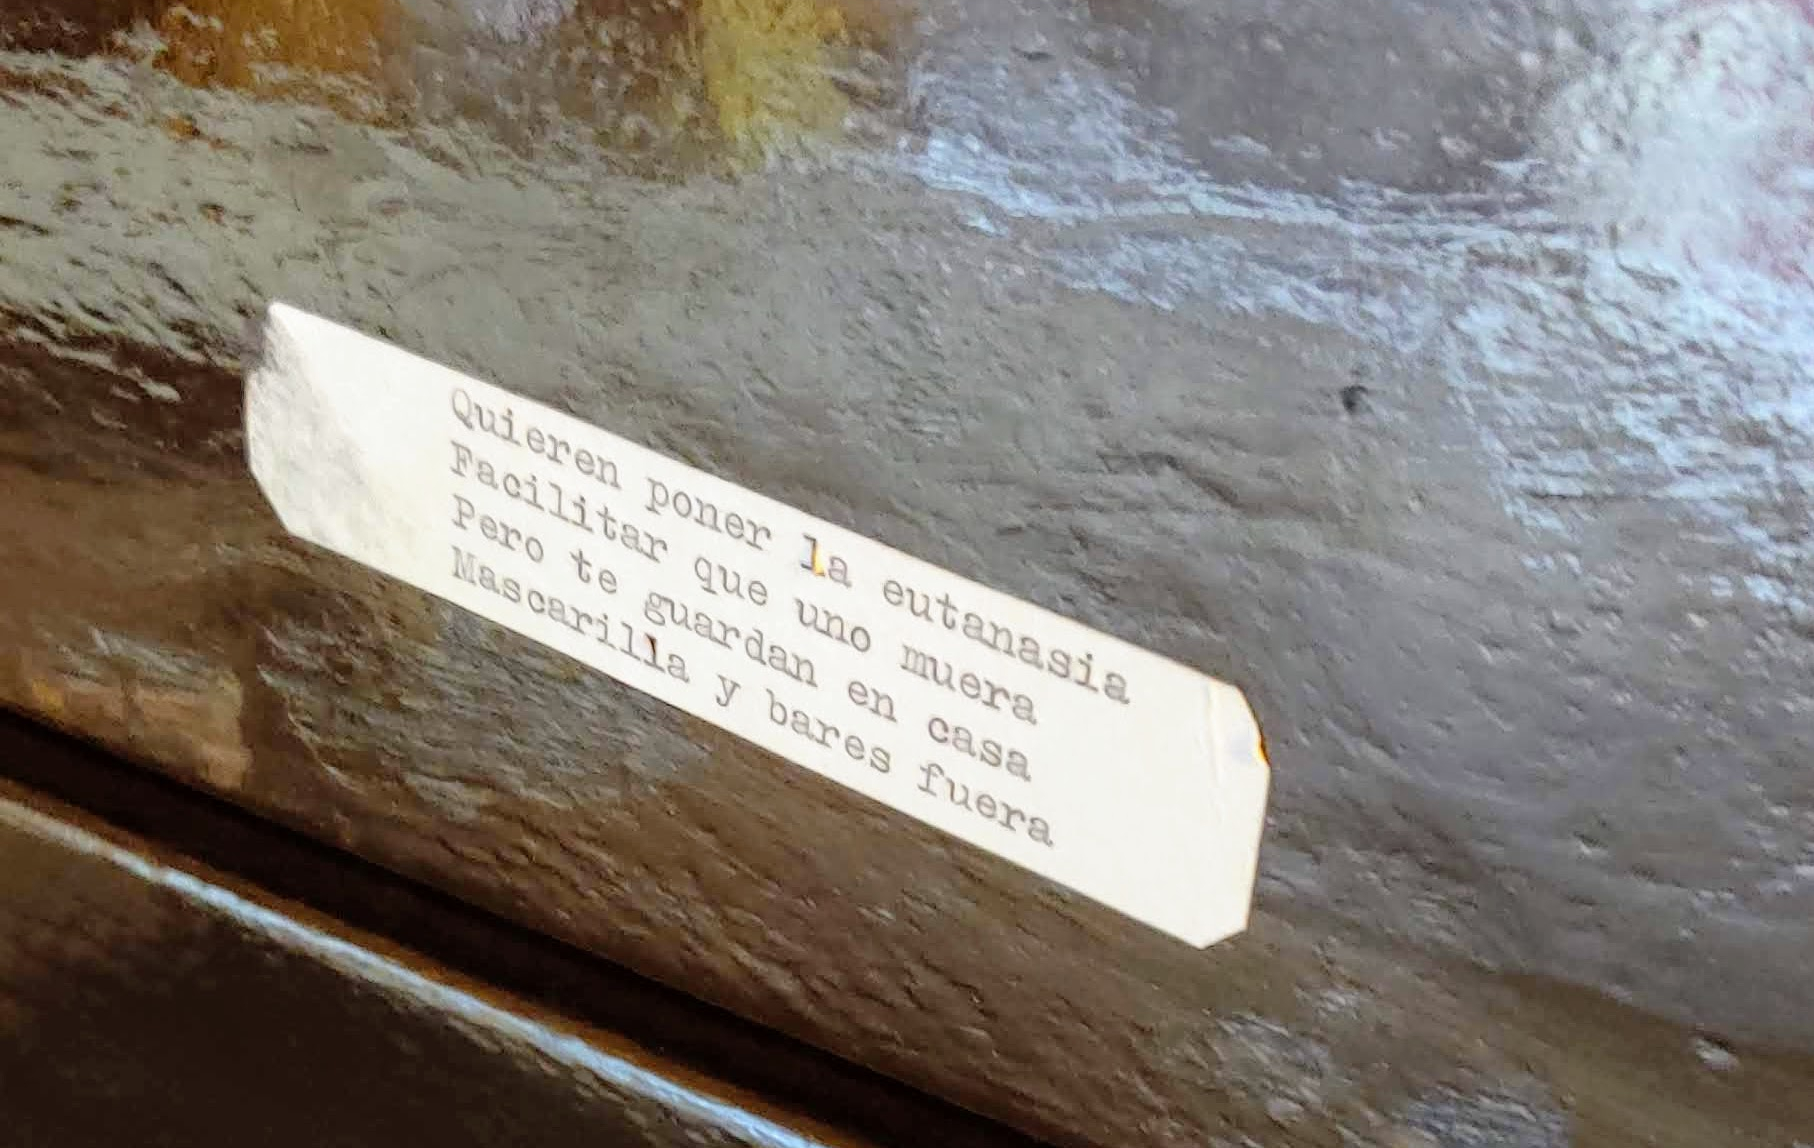 Quieren poner la eutanasia
Facilitar que uno muera
Pero te guardan en casa
Mascarilla y bares fuera